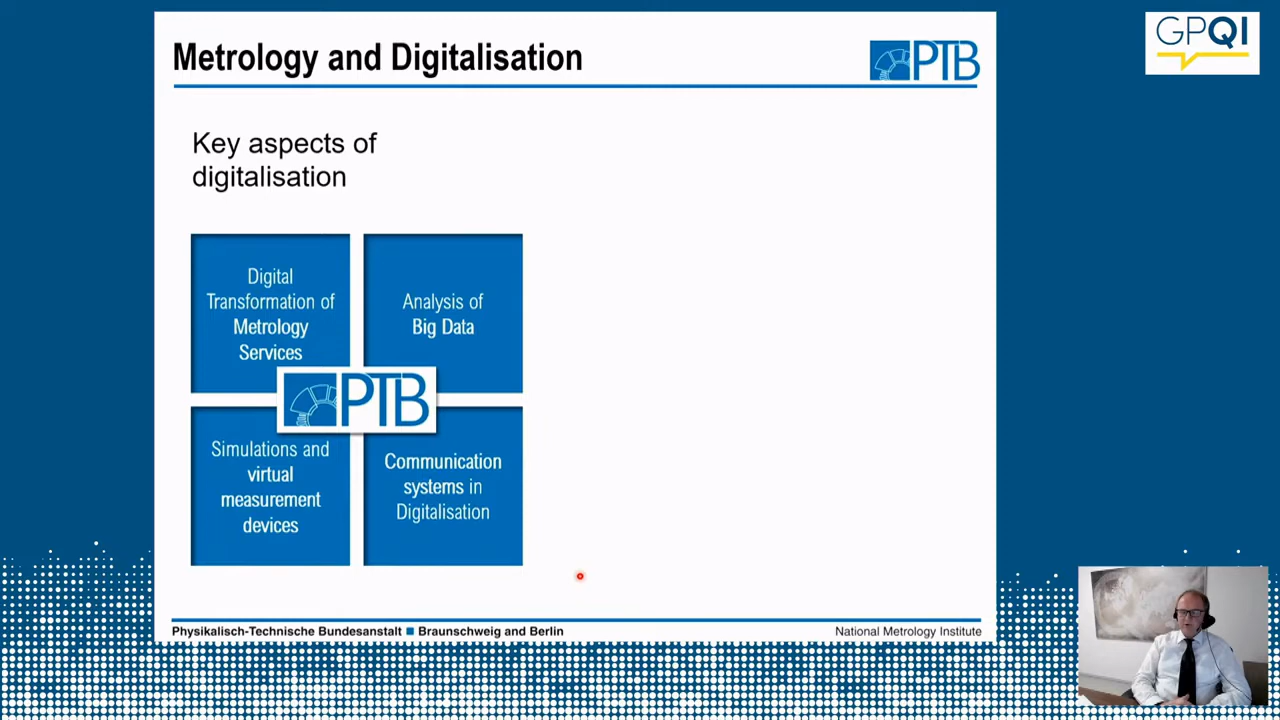 GPQI
Metrology and Digitalisation
PTB
Key aspects of
digitalisation
Digital
Transformation of
Metrology
Services
Analysis of
Big Data
PTB
Simulations and
virtual
measurement
devices
Communication
systems in
Digitalisation
Physikalisch-Technische Bundesanstalt ■ Braunschweig and Berlin
National Metrology Institute